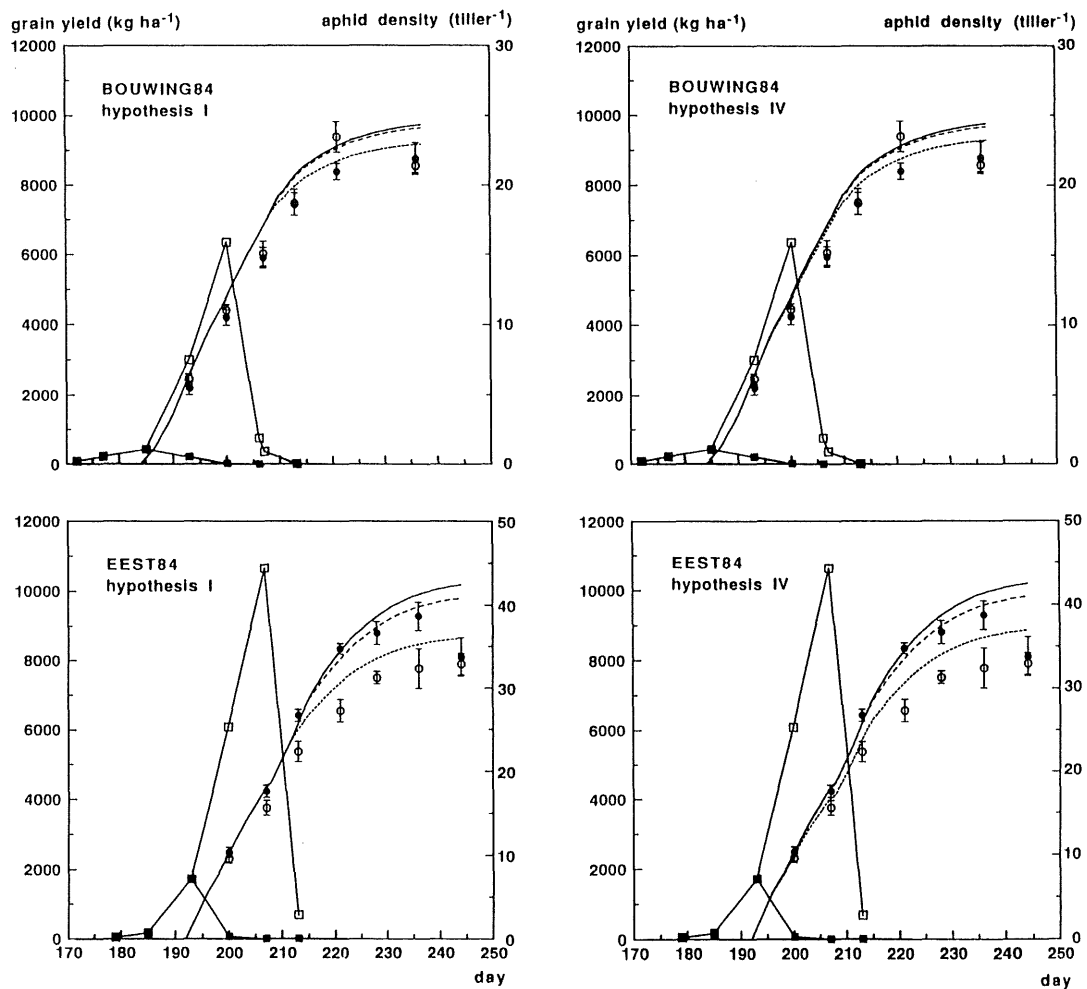 grain yield (kg ha-1) aphid density (tiller-1)
12000 30
BOUWING84
hypothesis I
10000
8000 20
6000
4000 10
2000
0 0
grain yield (kg ha-1) aphid density (tiller-1)
12000 30
BOUWING84
hypothesis IV
10000
8000 20
6000
4000 10
2000
0 0
12000 50
EEST84
hypothesis I
10000 40
8000 30
6000
4000 20
2000 10
0 0
170 180 190 200 210 220 230 240 250
day
12000 50
EEST84
hypothesis IV
10000 40
8000 30
6000
4000 20
2000 10
0 0
170 180 190 200 210 220 230 240 250
day